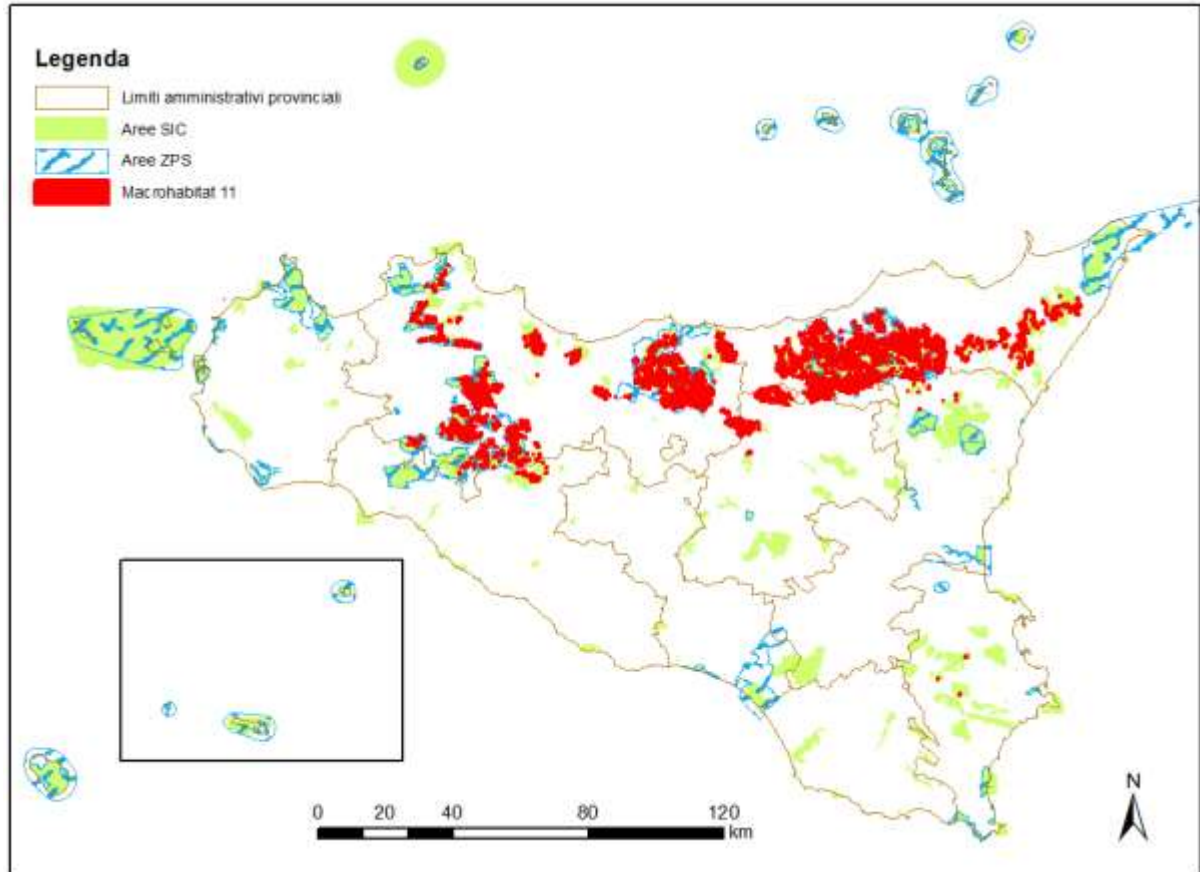 Legenda
Limiti amministrativi provinciali
Aree SIC
Aree ZPS
Macrohabitat 11
0 20 40 80 120
km
N